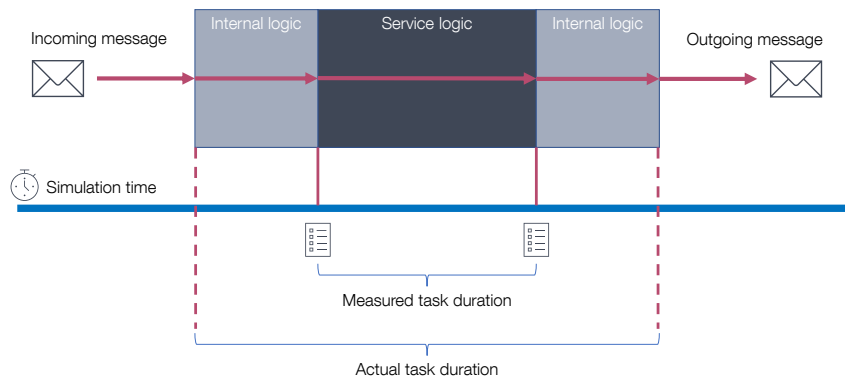 Internal logic
Service logic
Internal logic
Incoming message
Outgoing message
Simulation time
Measured task duration
Actual task duration